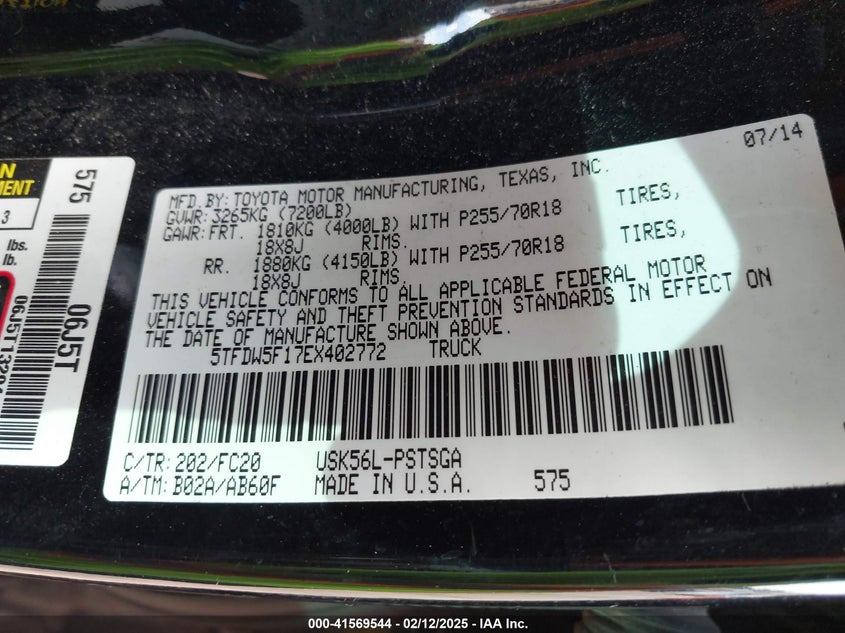 N
MENT
3
lbs.
lb.
575
06J5T
07/14
MFD.BY:TOYOTA MOTOR MANUFACTURING, TEXAS, INC.
GVWR:3265KG (7200LB)
GAWR:FRT. 1810KG (4000LB) WITH P255/70R18 TIRES,
18X8J RIMS.
RR. 1880KG (4150LB) WITH P255/70R18 TIRES,
18X8J RIMS.
THIS VEHICLE CONFORMS TO ALL APPLICABLE FEDERAL MOTOR
VEHICLE SAFETY AND THEFT PREVENTION STANDARDS IN EFFECT ON
THE DATE OF MANUFACTURE SHOWN ABOVE.
5TFDW5F17EX402772 TRUCK
C/TR:202/FC20 USK56L-PSTSGA
A/TM:B02A/AB60F MADE IN U.S.A. 575
000-41569544 - 02/12/2025 - IAA Inc.